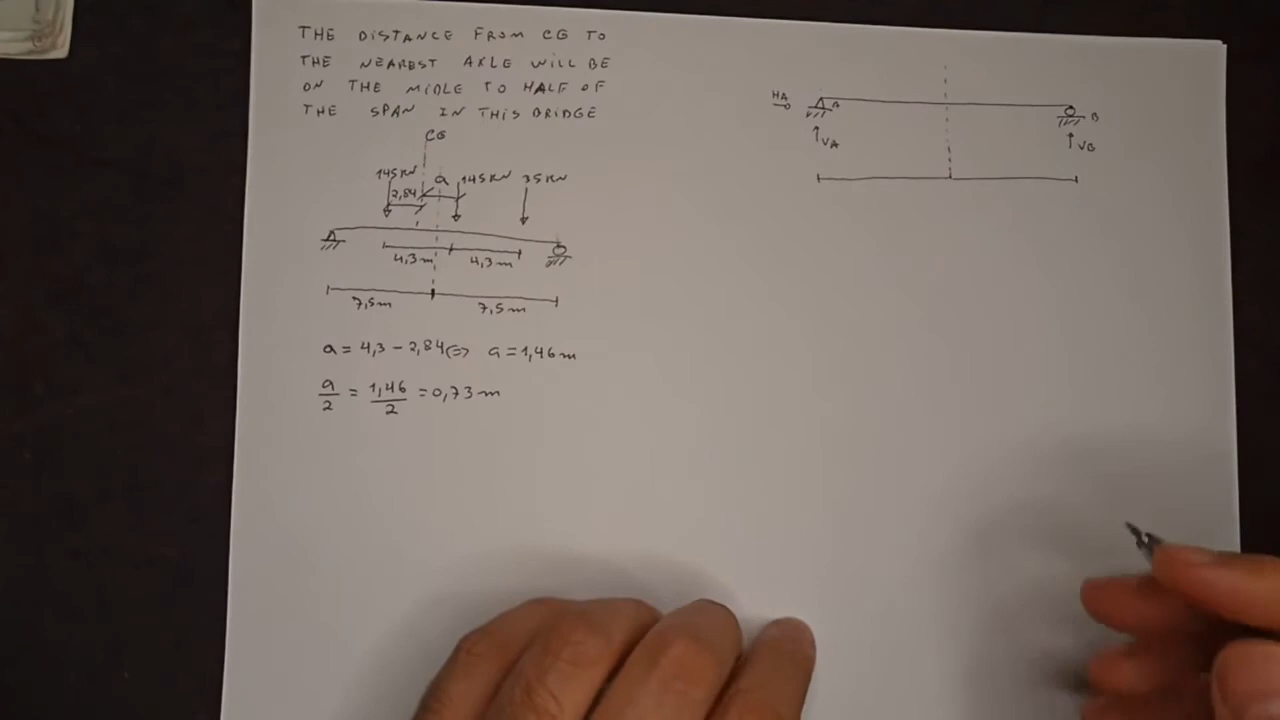 THE DISTANCE FROM CG TO
THE NEAREST AXLE WILL BE
ON THE MIDLE TO HALF OF
THE SPAN IN THIS BRIDGE
CG
145KN a 145KN 35KN
2,84
4,3m 4,3m
7,5m 7,5m
a = 4,3 - 2,84 <=> a = 1,46m
a/2 = 1,46/2 = 0,73m
HA A B
VA VB